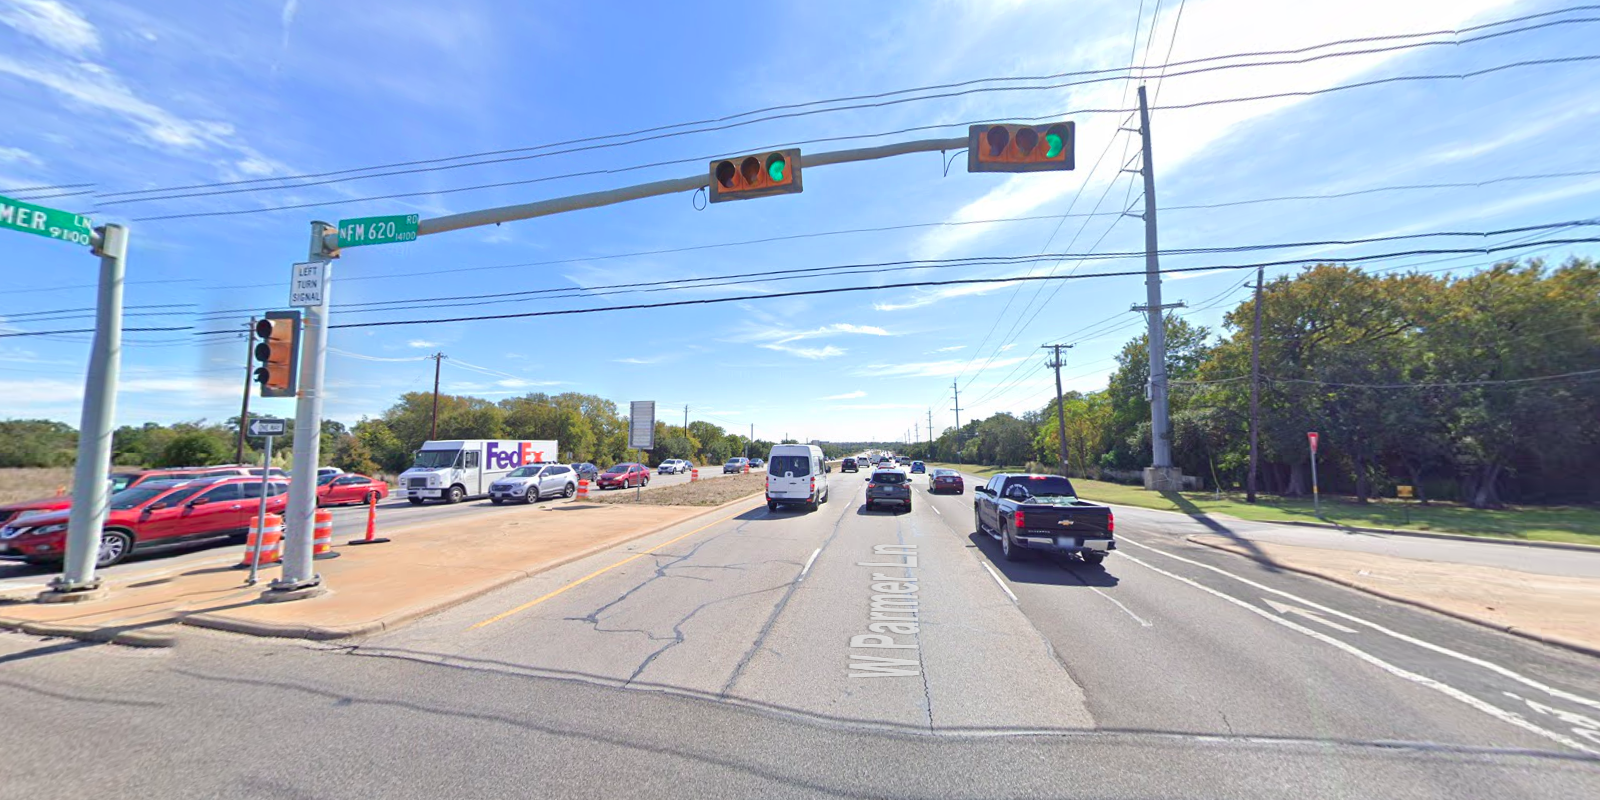 MER LN
9100
N FM 620 RD
14100
LEFT
TURN
SIGNAL
ONE WAY
FedEx
W Parmer Ln